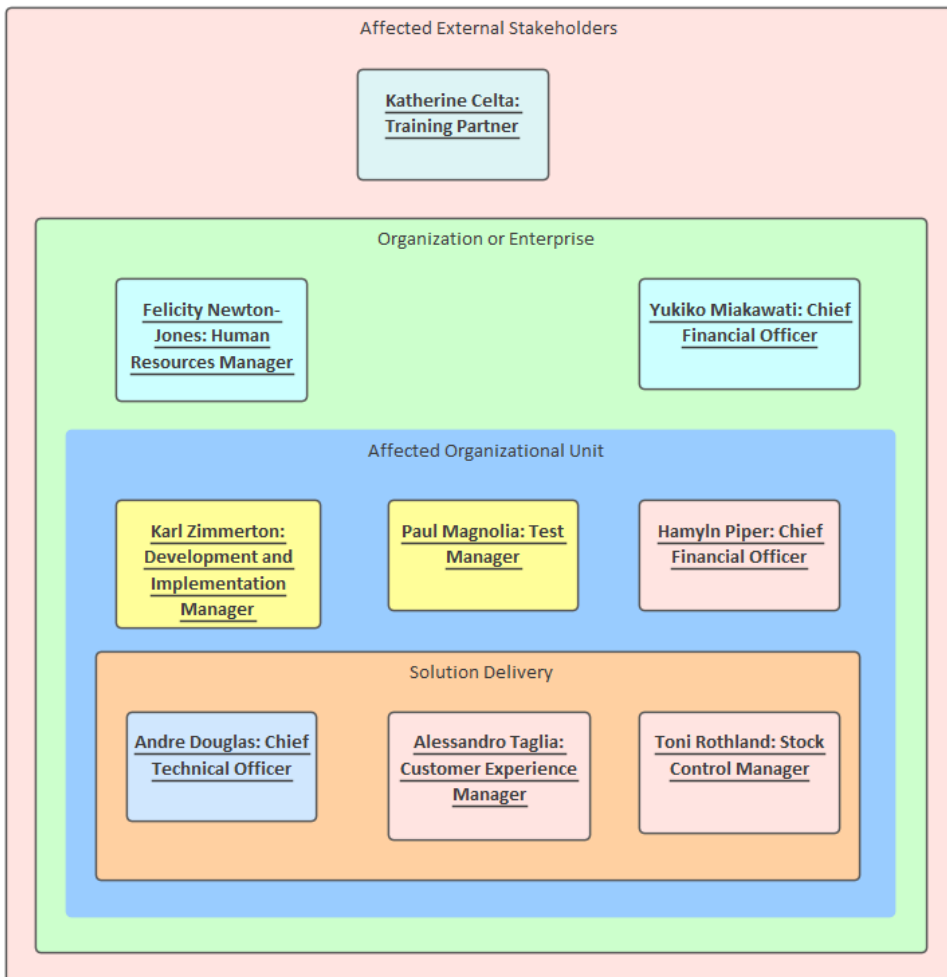 Affected External Stakeholders
Katherine Celta:
Training Partner
Organization or Enterprise
Felicity Newton-
Jones: Human
Resources Manager
Yukiko Miakawati: Chief
Financial Officer
Affected Organizational Unit
Karl Zimmerton:
Development and
Implementation
Manager
Paul Magnolia: Test
Manager
Hamyln Piper: Chief
Financial Officer
Solution Delivery
Andre Douglas: Chief
Technical Officer
Alessandro Taglia:
Customer Experience
Manager
Toni Rothland: Stock
Control Manager